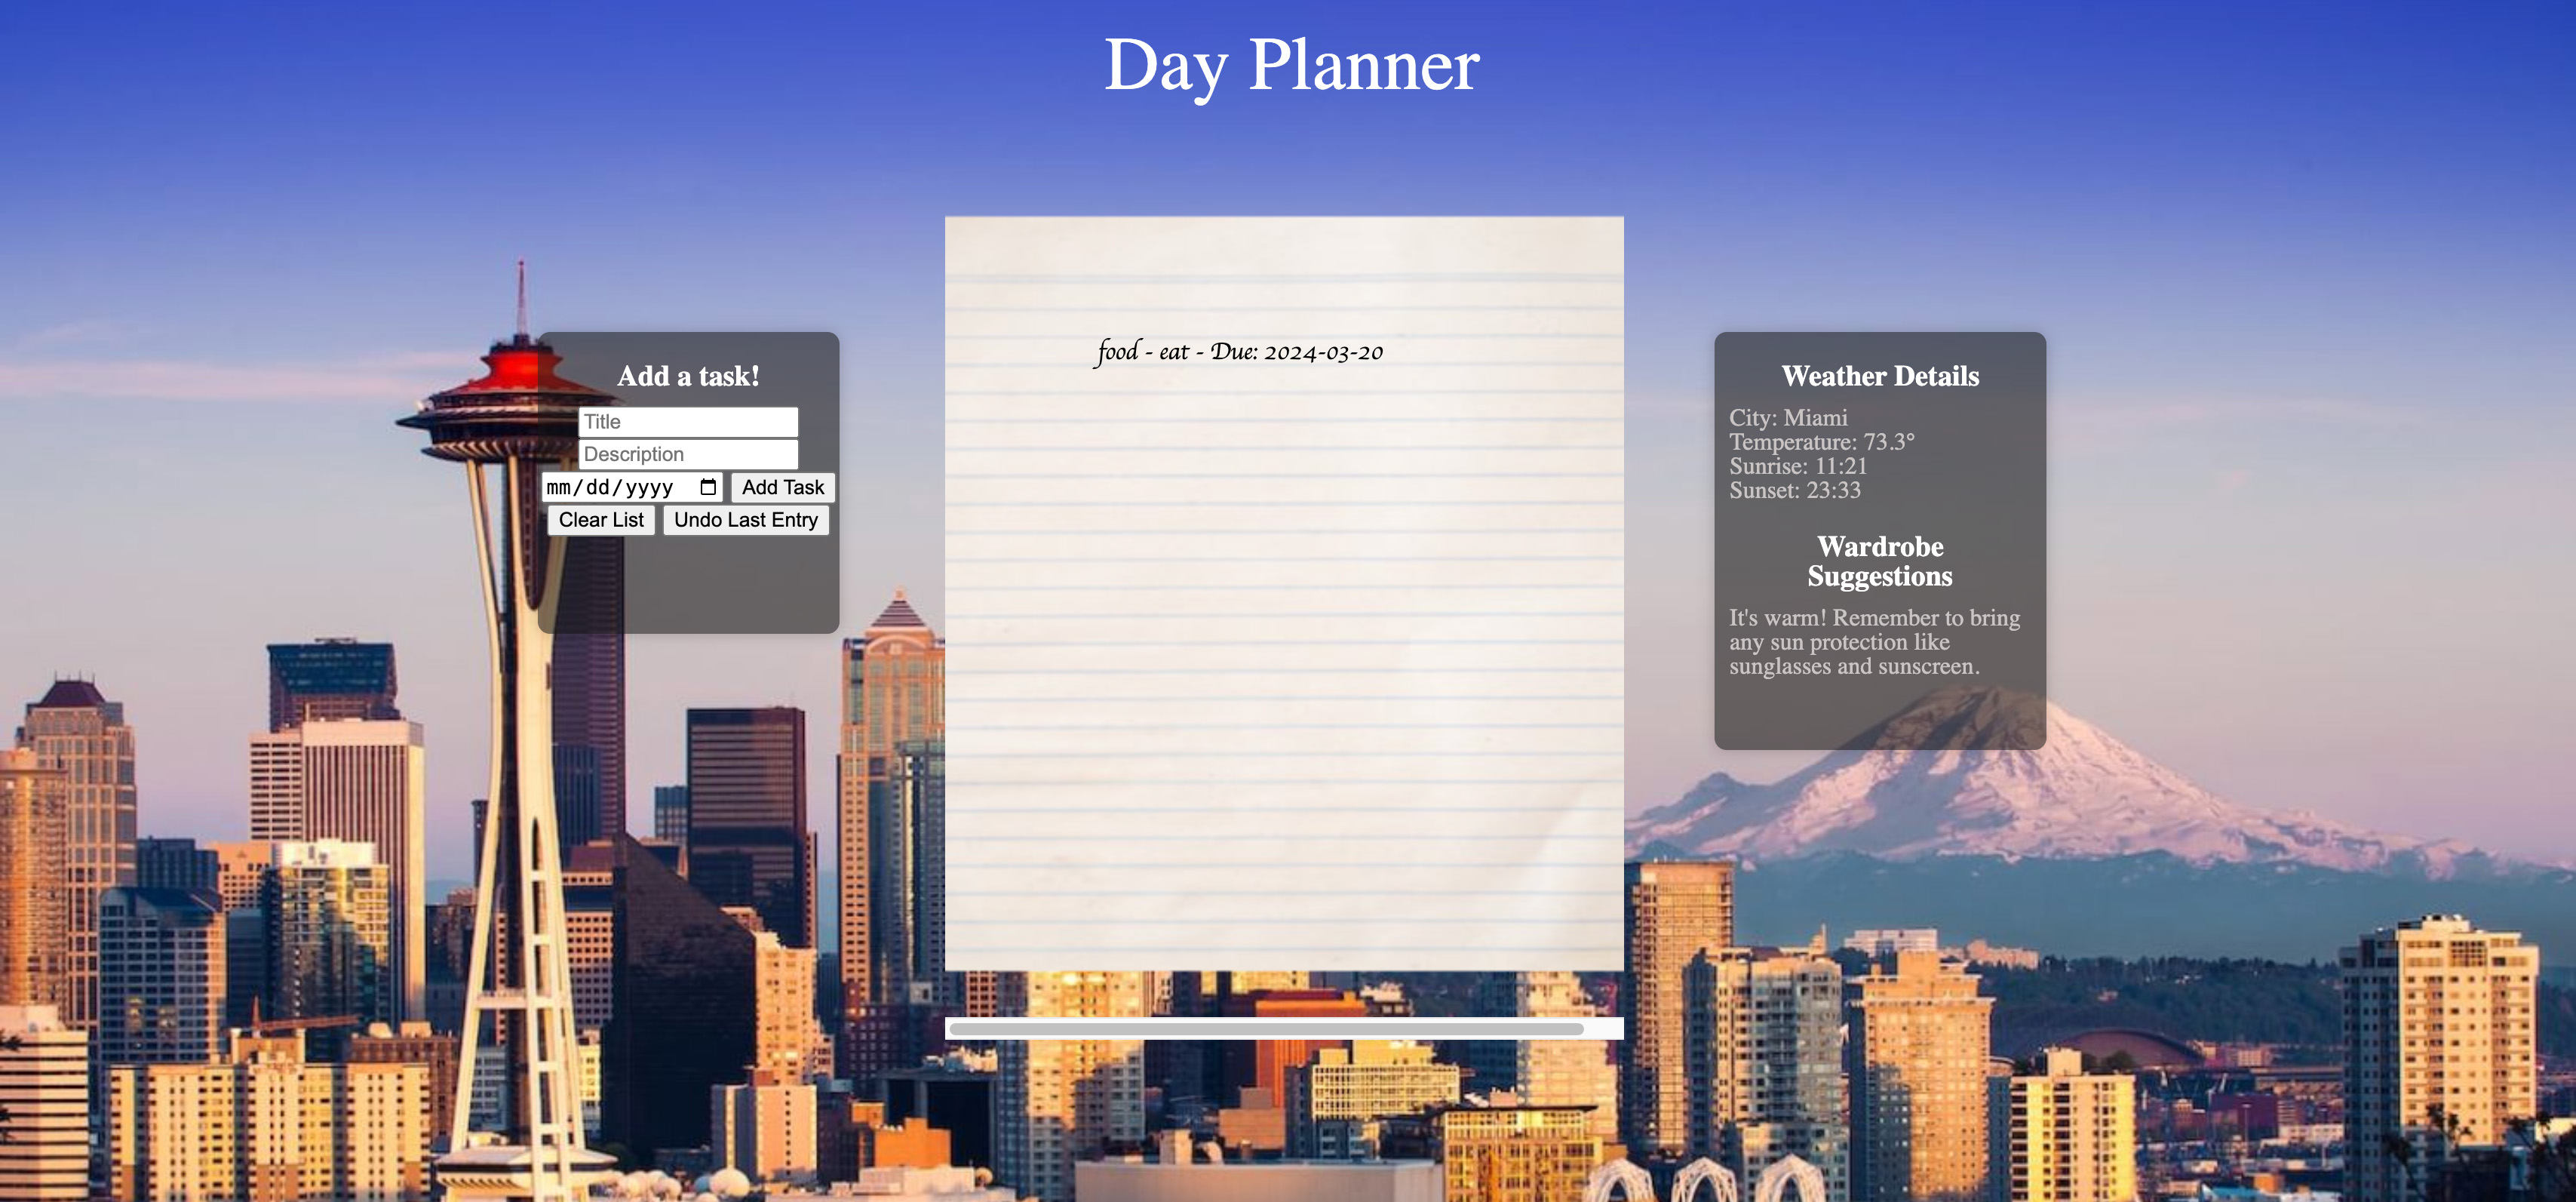 Day Planner
Add a task!
Title
Description
mm/dd/yyyy Add Task
Clear List Undo Last Entry
food - eat - Due: 2024-03-20
Weather Details
City: Miami
Temperature: 73.3°
Sunrise: 11:21
Sunset: 23:33
Wardrobe
Suggestions
It's warm! Remember to bring
any sun protection like
sunglasses and sunscreen.